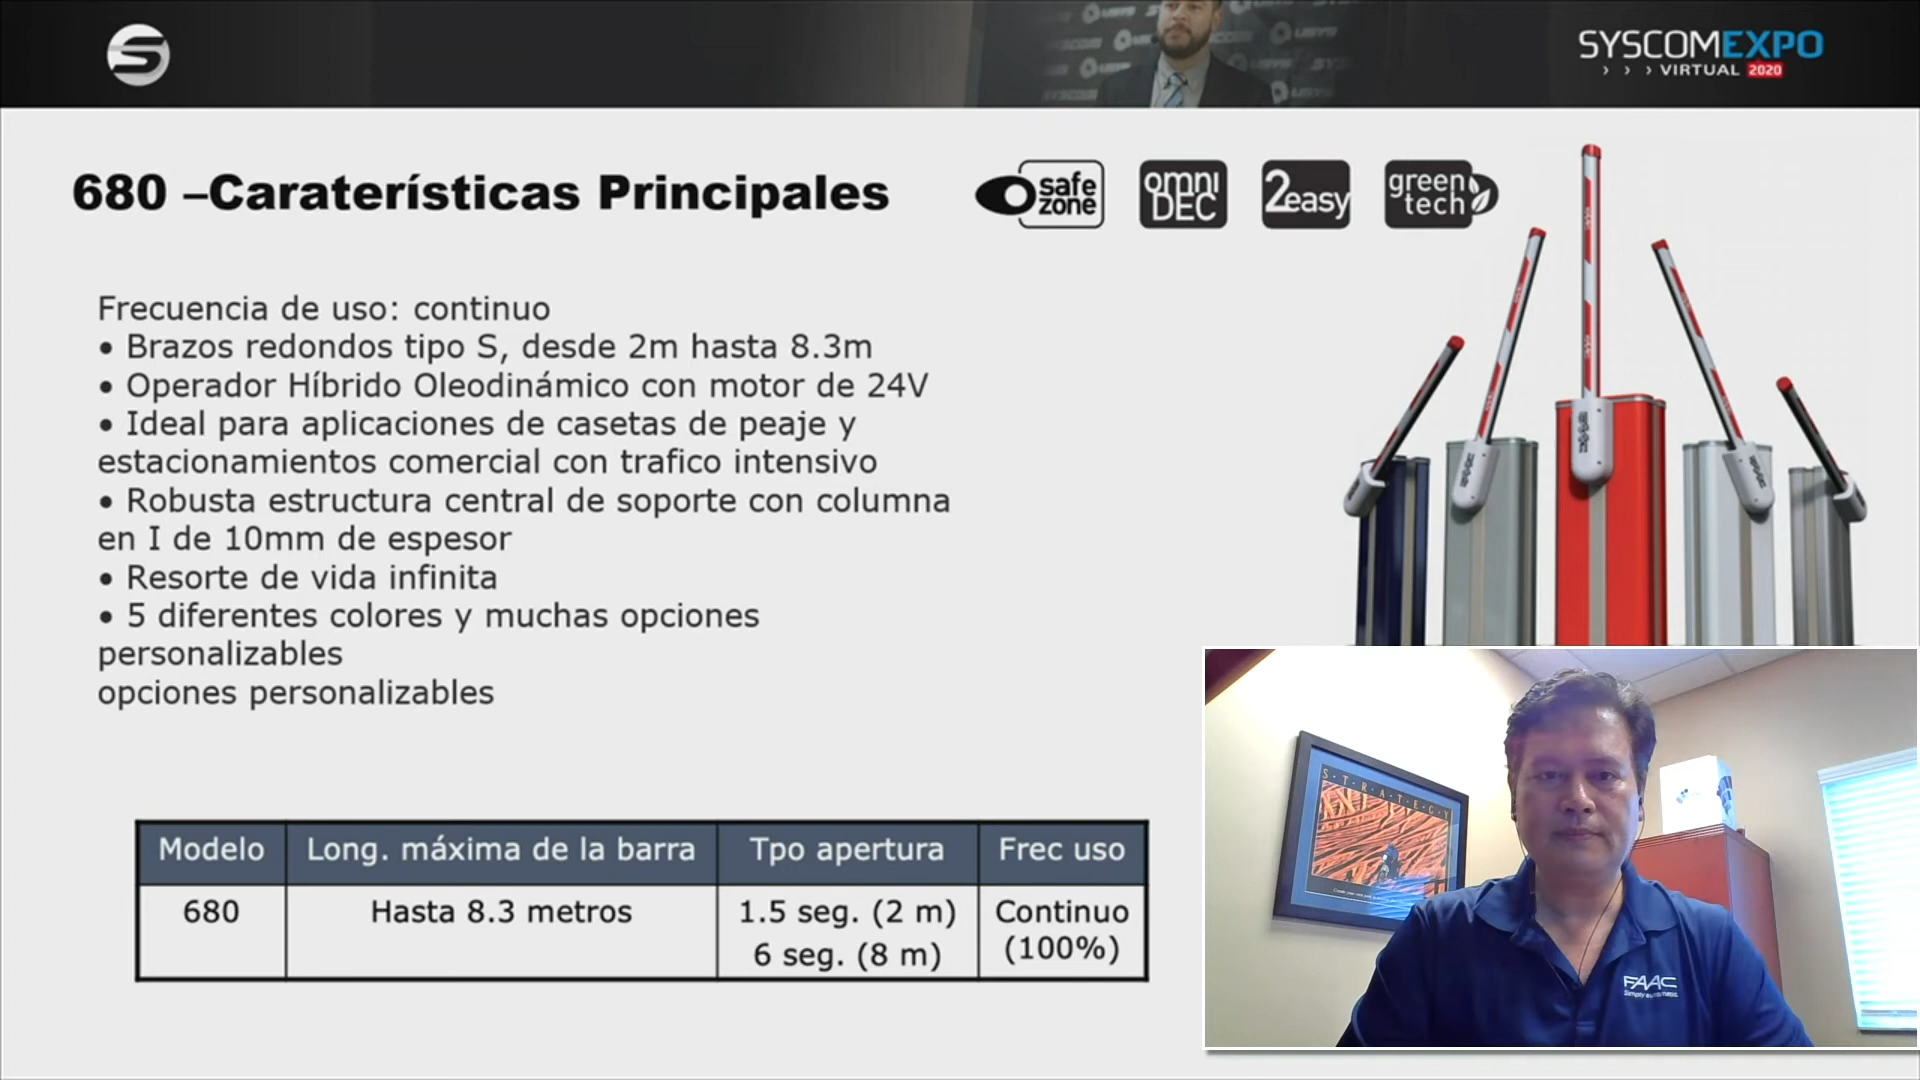 SYSCOMEXPO
› › › VIRTUAL 2020
680 –Caraterísticas Principales
safe
zone
omni
DEC
2easy
green
tech
Frecuencia de uso: continuo
• Brazos redondos tipo S, desde 2m hasta 8.3m
• Operador Híbrido Oleodinámico con motor de 24V
• Ideal para aplicaciones de casetas de peaje y
estacionamientos comercial con trafico intensivo
• Robusta estructura central de soporte con columna
en I de 10mm de espesor
• Resorte de vida infinita
• 5 diferentes colores y muchas opciones
personalizables
opciones personalizables
Modelo Long. máxima de la barra Tpo apertura Frec uso
680 Hasta 8.3 metros 1.5 seg. (2 m) Continuo
6 seg. (8 m) (100%)
S·T·R·A·T·E·G·Y
FAAC